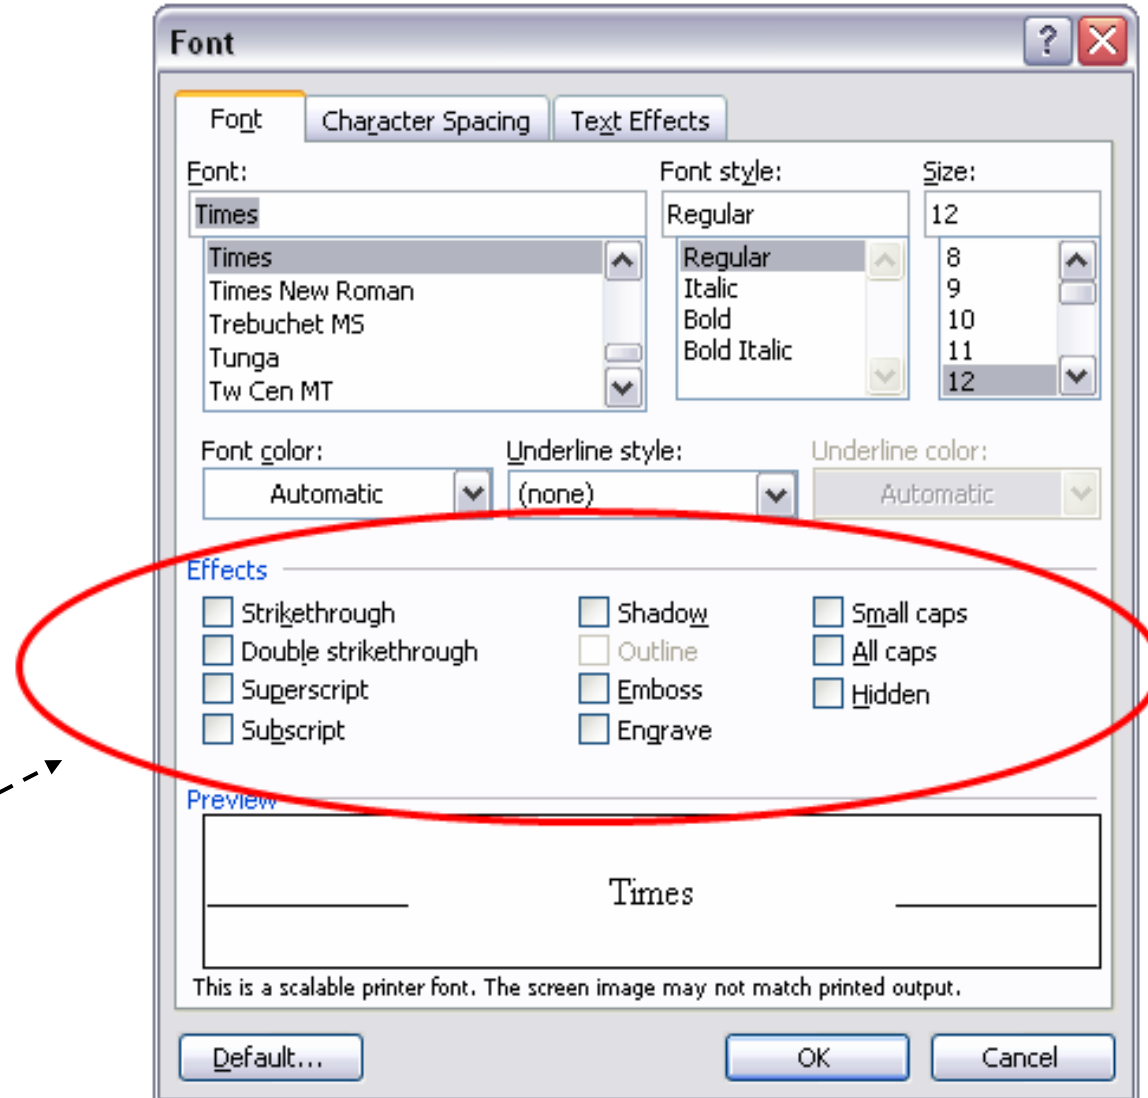 Font
Font Character Spacing Text Effects
Font: Font style: Size:
Times Regular 12
Times Regular 8
Times New Roman Italic 9
Trebuchet MS Bold 10
Tunga Bold Italic 11
Tw Cen MT 12
Font color: Underline style: Underline color:
Automatic (none) Automatic
Effects
Strikethrough Shadow Small caps
Double strikethrough Outline All caps
Superscript Emboss Hidden
Subscript Engrave
Preview
Times
This is a scalable printer font. The screen image may not match printed output.
Default... OK Cancel